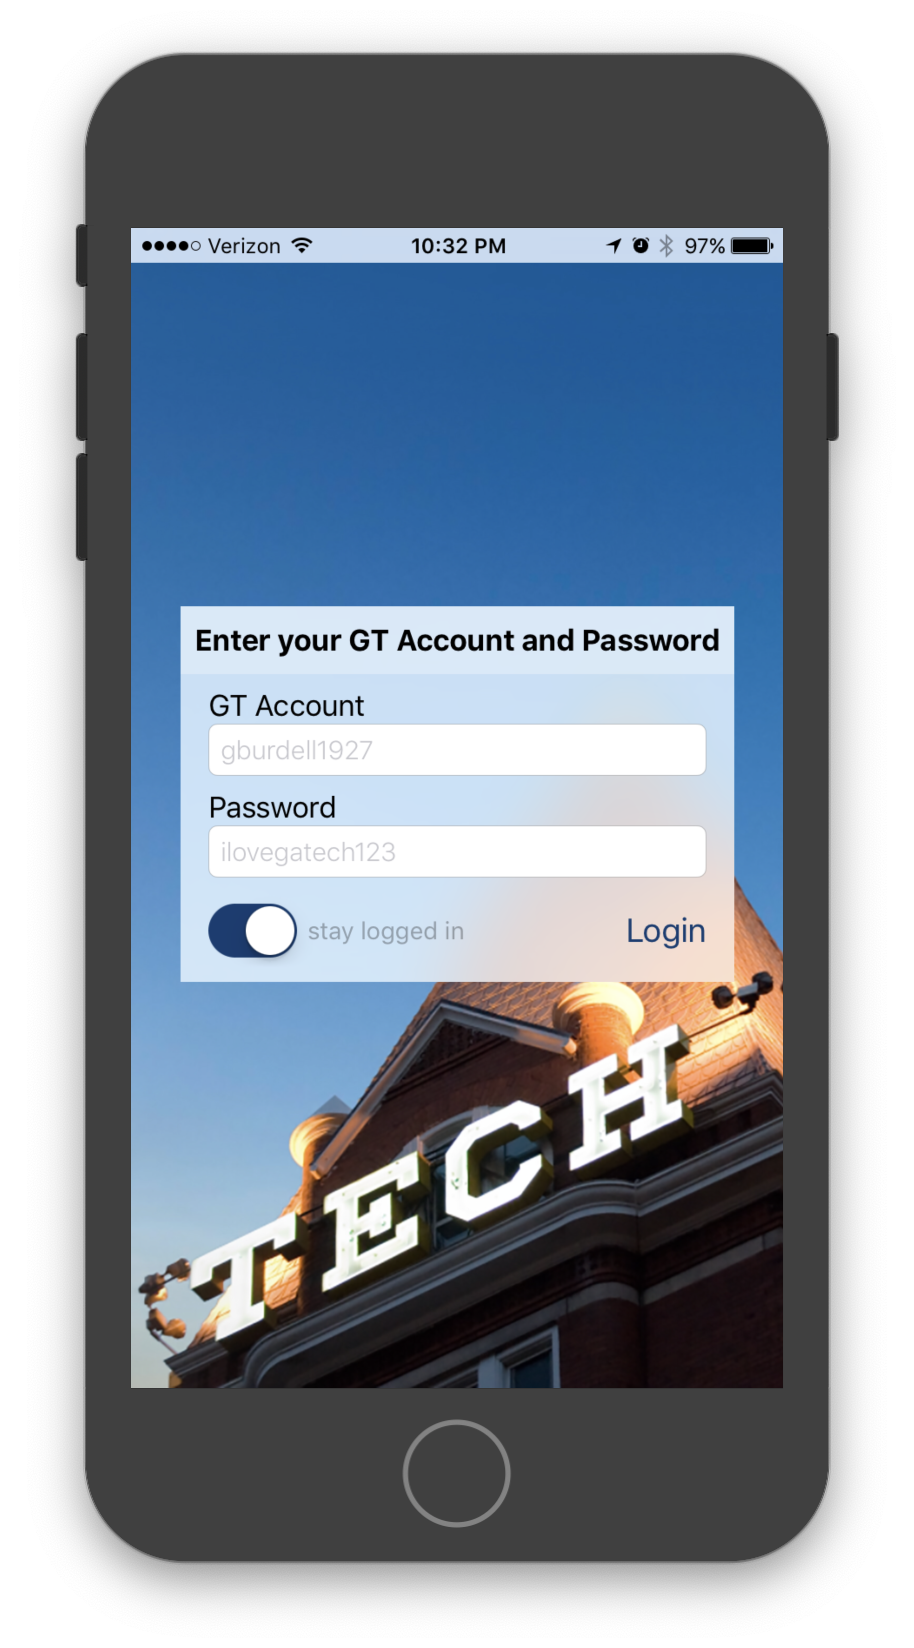 Verizon 10:32 PM 97%
Enter your GT Account and Password
GT Account
gburdell1927
Password
ilovegatech123
stay logged in Login
TECH